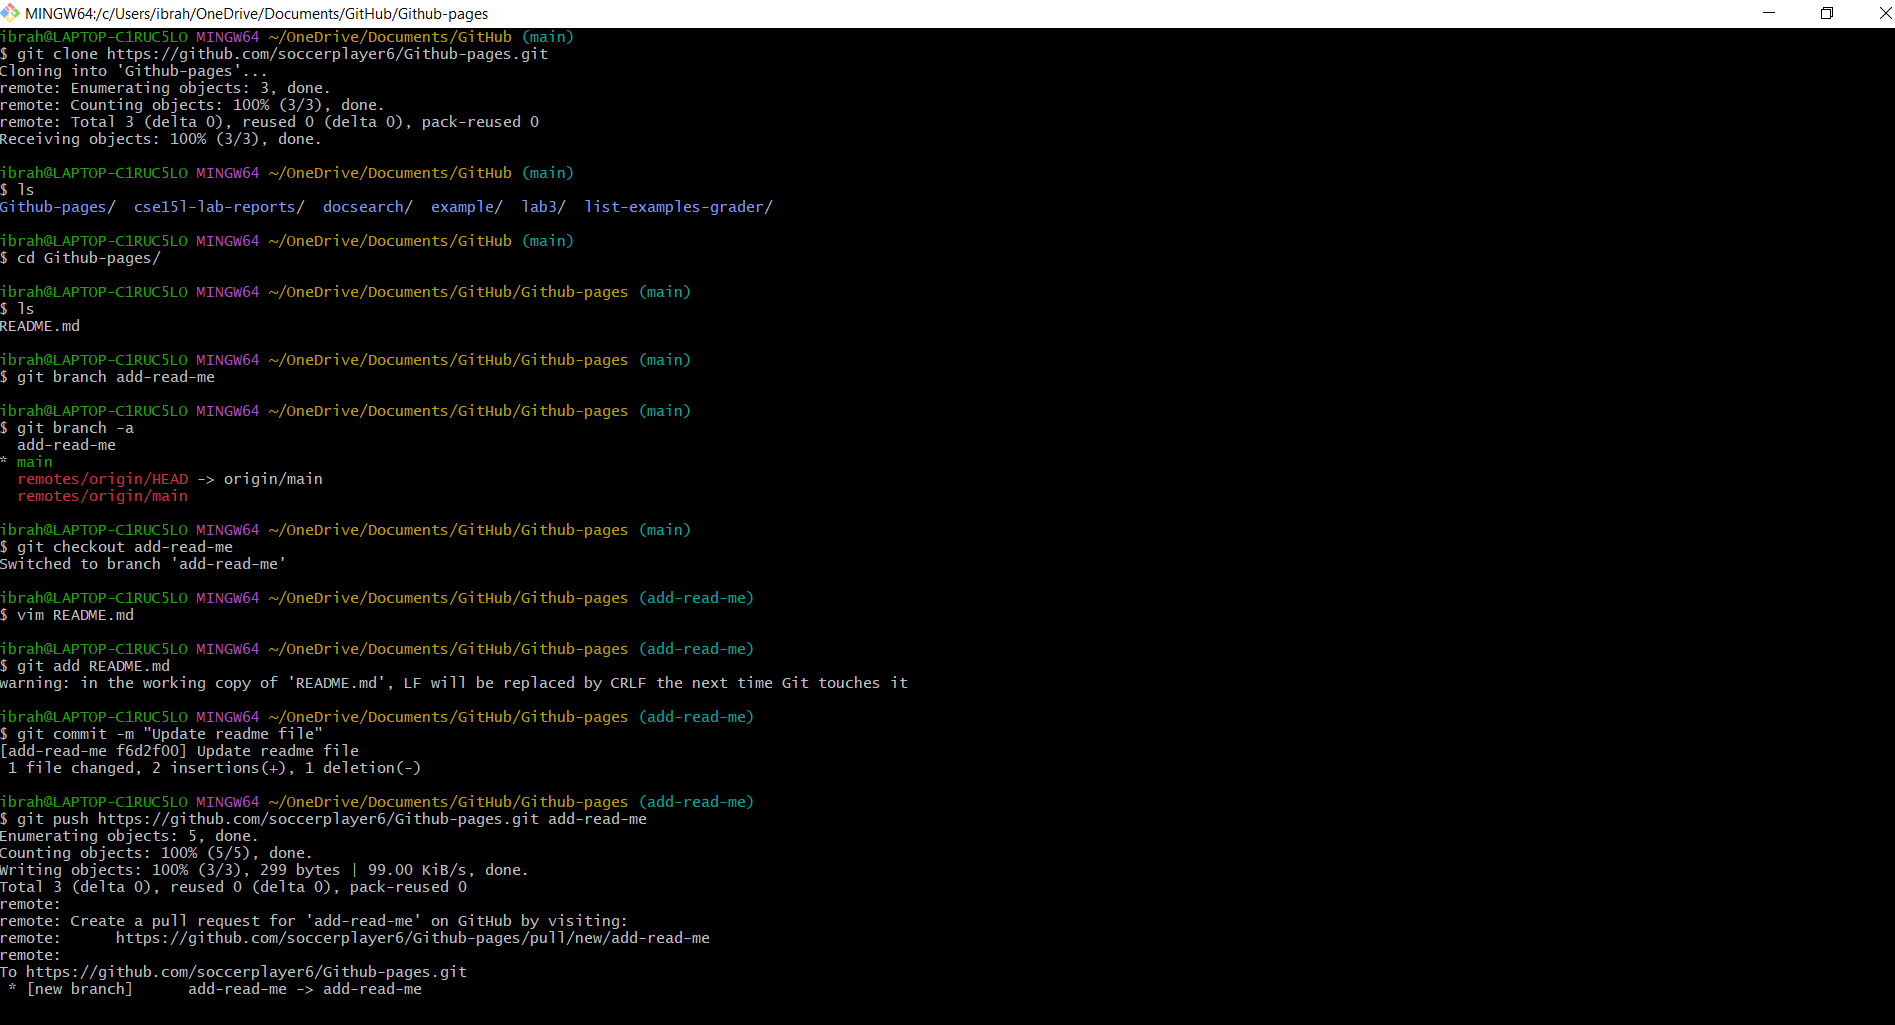 MINGW64:/c/Users/ibrah/OneDrive/Documents/GitHub/Github-pages
ibrah@LAPTOP-C1RUC5LO MINGW64 ~/OneDrive/Documents/GitHub (main)
$ git clone https://github.com/soccerplayer6/Github-pages.git
Cloning into 'Github-pages'...
remote: Enumerating objects: 3, done.
remote: Counting objects: 100% (3/3), done.
remote: Total 3 (delta 0), reused 0 (delta 0), pack-reused 0
Receiving objects: 100% (3/3), done.
ibrah@LAPTOP-C1RUC5LO MINGW64 ~/OneDrive/Documents/GitHub (main)
$ ls
Github-pages/  cse15l-lab-reports/  docsearch/  example/  lab3/  list-examples-grader/
ibrah@LAPTOP-C1RUC5LO MINGW64 ~/OneDrive/Documents/GitHub (main)
$ cd Github-pages/
ibrah@LAPTOP-C1RUC5LO MINGW64 ~/OneDrive/Documents/GitHub/Github-pages (main)
$ ls
README.md
ibrah@LAPTOP-C1RUC5LO MINGW64 ~/OneDrive/Documents/GitHub/Github-pages (main)
$ git branch add-read-me
ibrah@LAPTOP-C1RUC5LO MINGW64 ~/OneDrive/Documents/GitHub/Github-pages (main)
$ git branch -a
  add-read-me
* main
  remotes/origin/HEAD -> origin/main
  remotes/origin/main
ibrah@LAPTOP-C1RUC5LO MINGW64 ~/OneDrive/Documents/GitHub/Github-pages (main)
$ git checkout add-read-me
Switched to branch 'add-read-me'
ibrah@LAPTOP-C1RUC5LO MINGW64 ~/OneDrive/Documents/GitHub/Github-pages (add-read-me)
$ vim README.md
ibrah@LAPTOP-C1RUC5LO MINGW64 ~/OneDrive/Documents/GitHub/Github-pages (add-read-me)
$ git add README.md
warning: in the working copy of 'README.md', LF will be replaced by CRLF the next time Git touches it
ibrah@LAPTOP-C1RUC5LO MINGW64 ~/OneDrive/Documents/GitHub/Github-pages (add-read-me)
$ git commit -m "Update readme file"
[add-read-me f6d2f00] Update readme file
 1 file changed, 2 insertions(+), 1 deletion(-)
ibrah@LAPTOP-C1RUC5LO MINGW64 ~/OneDrive/Documents/GitHub/Github-pages (add-read-me)
$ git push https://github.com/soccerplayer6/Github-pages.git add-read-me
Enumerating objects: 5, done.
Counting objects: 100% (5/5), done.
Writing objects: 100% (3/3), 299 bytes | 99.00 KiB/s, done.
Total 3 (delta 0), reused 0 (delta 0), pack-reused 0
remote:
remote: Create a pull request for 'add-read-me' on GitHub by visiting:
remote:      https://github.com/soccerplayer6/Github-pages/pull/new/add-read-me
remote:
To https://github.com/soccerplayer6/Github-pages.git
 * [new branch]      add-read-me -> add-read-me